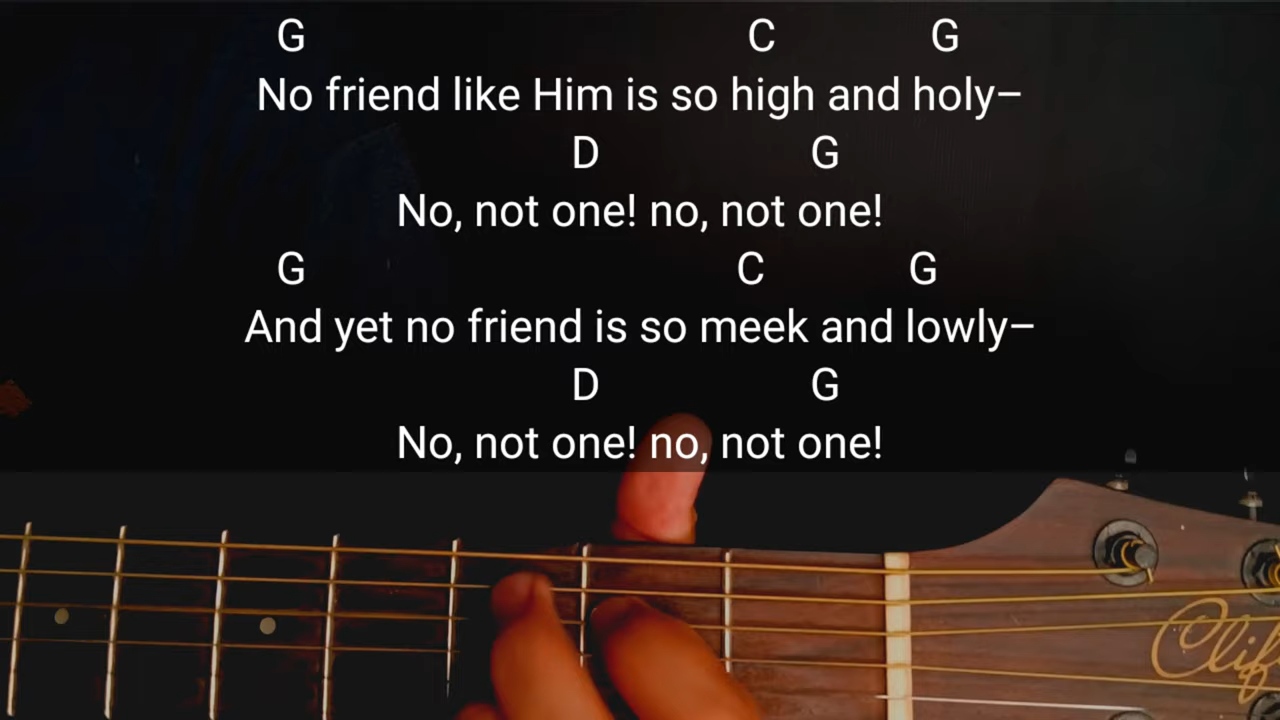 G C G
No friend like Him is so high and holy–
D G
No, not one! no, not one!
G C G
And yet no friend is so meek and lowly–
D G
No, not one! no, not one!